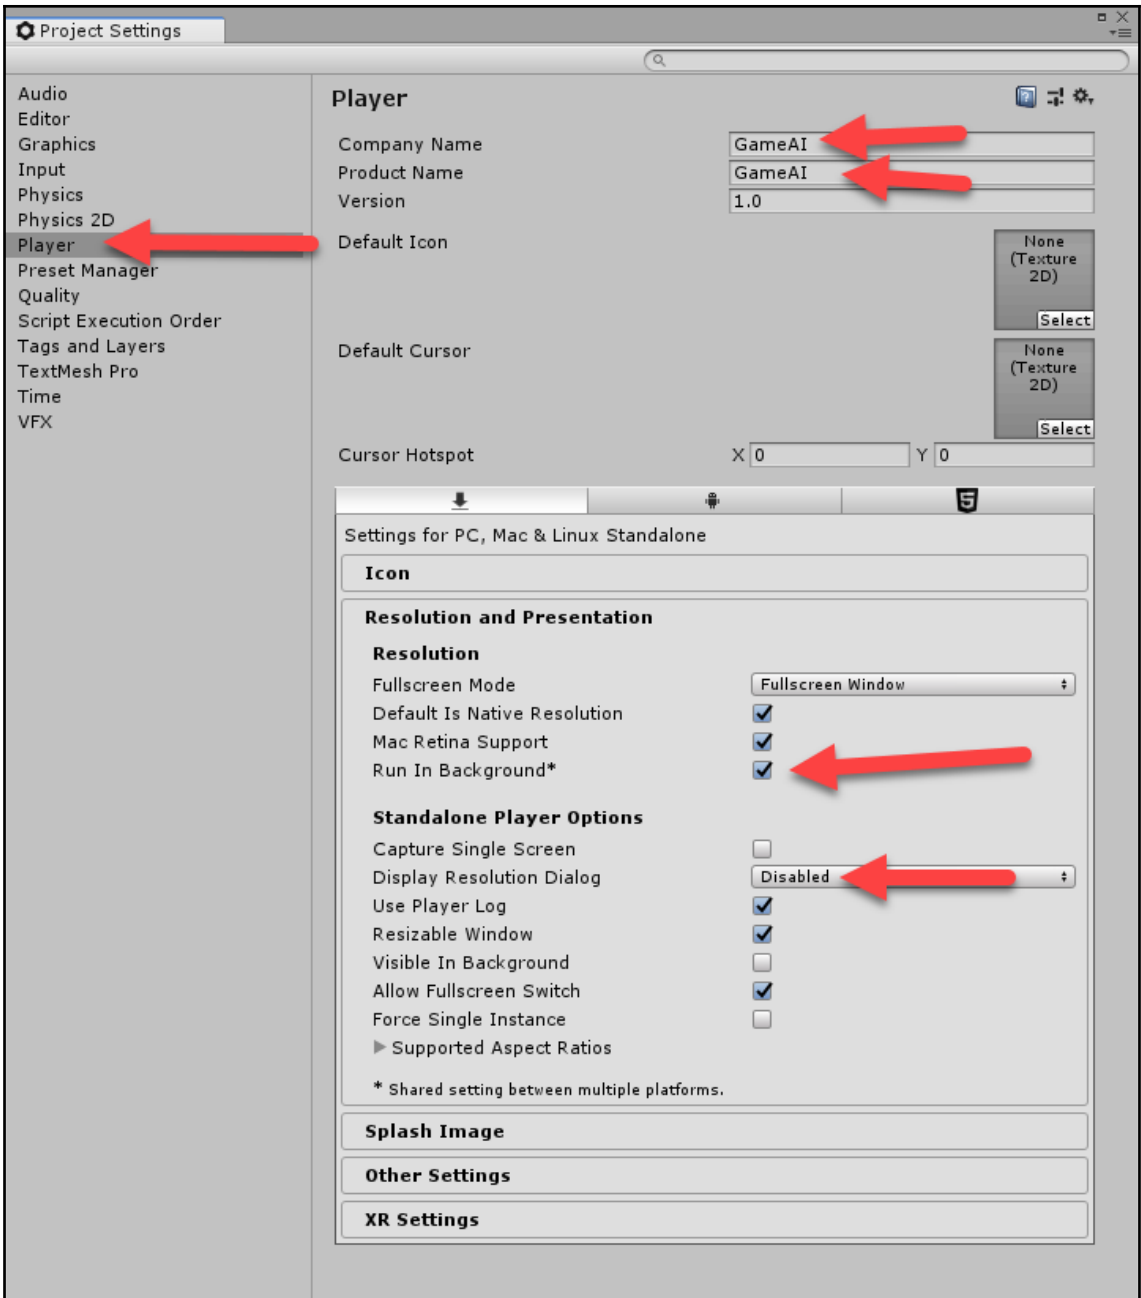 Project Settings
Audio
Editor
Graphics
Input
Physics
Physics 2D
Player
Preset Manager
Quality
Script Execution Order
Tags and Layers
TextMesh Pro
Time
VFX
Player
Company Name GameAI
Product Name GameAI
Version 1.0
Default Icon
None
(Texture
2D)
Select
Default Cursor
None
(Texture
2D)
Select
Cursor Hotspot X 0 Y 0
Settings for PC, Mac & Linux Standalone
Icon
Resolution and Presentation
Resolution
Fullscreen Mode Fullscreen Window
Default Is Native Resolution
Mac Retina Support
Run In Background*
Standalone Player Options
Capture Single Screen
Display Resolution Dialog Disabled
Use Player Log
Resizable Window
Visible In Background
Allow Fullscreen Switch
Force Single Instance
Supported Aspect Ratios
* Shared setting between multiple platforms.
Splash Image
Other Settings
XR Settings